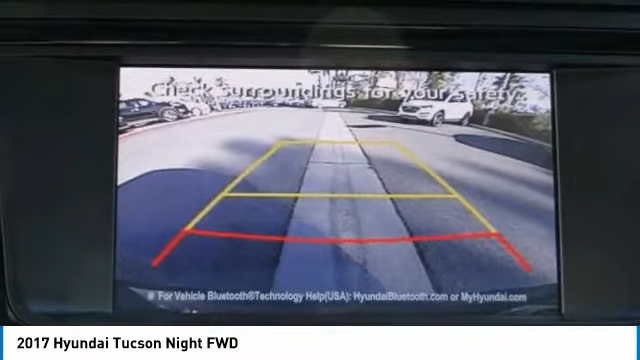 Check surroundings for your safety.
※ For Vehicle Bluetooth®Technology Help(USA): HyundaiBluetooth.com or MyHyundai.com
2017 Hyundai Tucson Night FWD